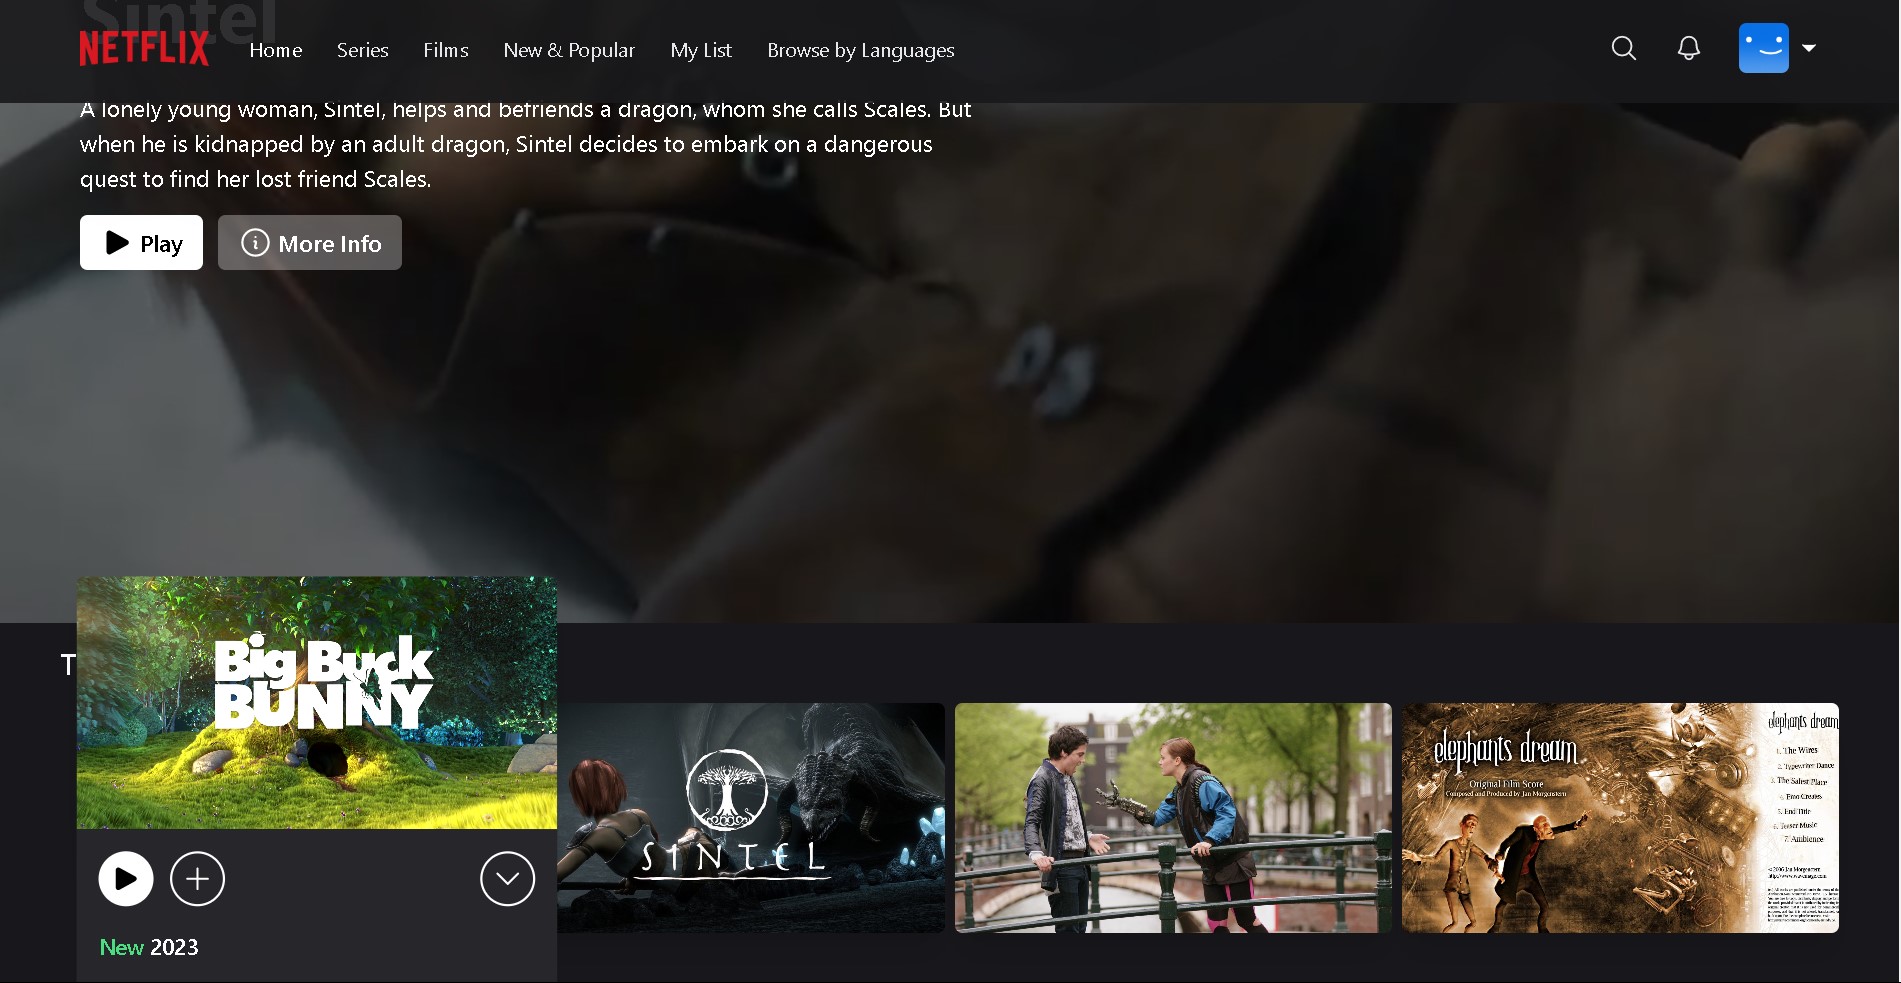 Sintel
NETFLIX
Home
Series
Films
New & Popular
My List
Browse by Languages
A lonely young woman, Sintel, helps and befriends a dragon, whom she calls Scales. But
when he is kidnapped by an adult dragon, Sintel decides to embark on a dangerous
quest to find her lost friend Scales.
Play
More Info
T
Big Buck
BUNNY
New 2023
SINTEL
elephants dream
Original Film Score
Composed and Produced by Jan Morgenstern
elephants dream
1. The Wires
2. Typewriter Dance
3. The Safest Place
4. Emo Creates
5. End Title
6. Teaser Music
7. Ambience
© 2006 Jan Morgenstern